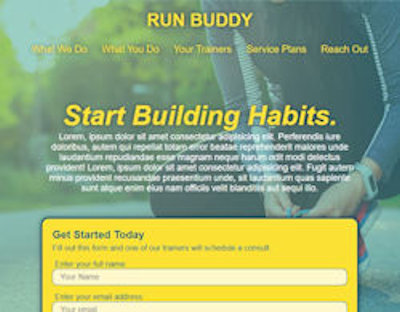 RUN BUDDY
What We Do What You Do Your Trainers Service Plans Reach Out
Start Building Habits.
Lorem, ipsum dolor sit amet consectetur adipisicing elit. Perferendis iure
doloribus, autem qui repellat totam beatae reprehenderit maiores unde
laudantium repudiandae esse magnam neque harum odit ad maxime
provident! Lorem, ipsum dolor sit amet consectetur adipisicing elit. Fugit autem
minus provident recusandae praesentium unde, sit laudantium quas sapiente
sunt atque enim eius nam officiis velit blanditiis aut sequi illo.
Get Started Today
Fill out this form and one of our trainers will schedule a consult
Enter your full name:
Your Name
Enter your email address:
Your email